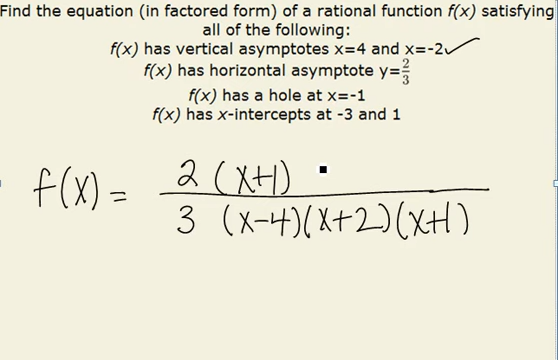 Find the equation (in factored form) of a rational function f(x) satisfying
all of the following:
f(x) has vertical asymptotes x=4 and x=-2
f(x) has horizontal asymptote y=2/3
f(x) has a hole at x=-1
f(x) has x-intercepts at -3 and 1
f(x) = 2 (x+1) / 3 (x-4)(x+2)(x+1)